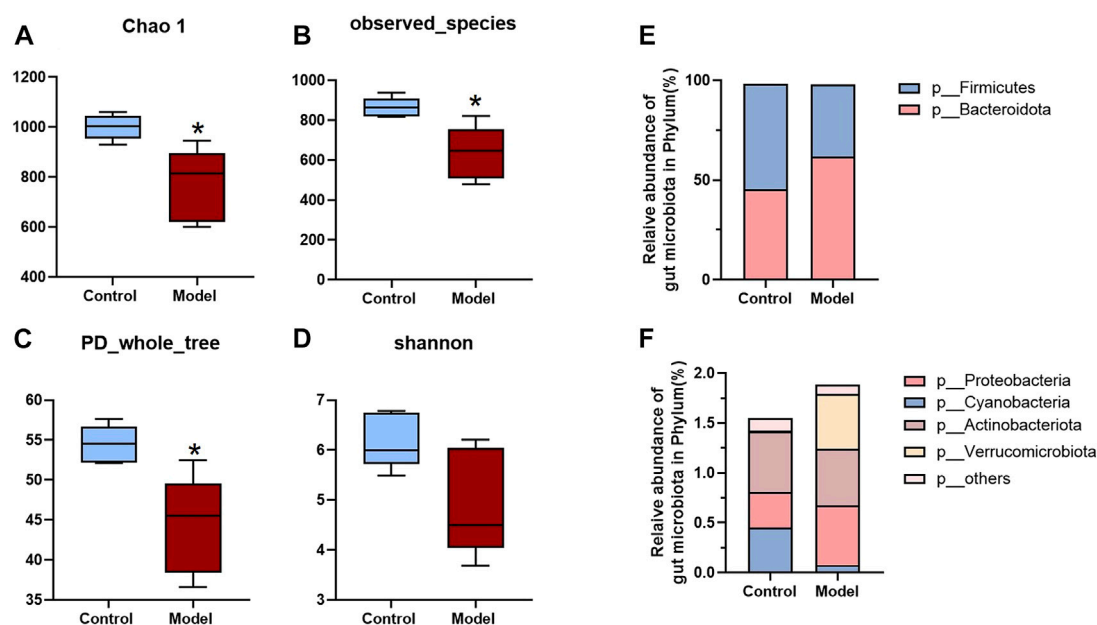 A
Chao 1
1200
1000
800
600
400
*
Control
Model
B
observed_species
1000
800
600
400
200
0
*
Control
Model
E
Relaive abundance of
gut microbiota in Phylum(%)
100
50
0
Control
Model
p__Firmicutes
p__Bacteroidota
C
PD_whole_tree
60
55
50
45
40
35
*
Control
Model
D
shannon
7
6
5
4
3
Control
Model
F
Relaive abundance of
gut microbiota in Phylum(%)
2.0
1.5
1.0
0.5
0.0
Control
Model
p__Proteobacteria
p__Cyanobacteria
p__Actinobacteriota
p__Verrucomicrobiota
p__others